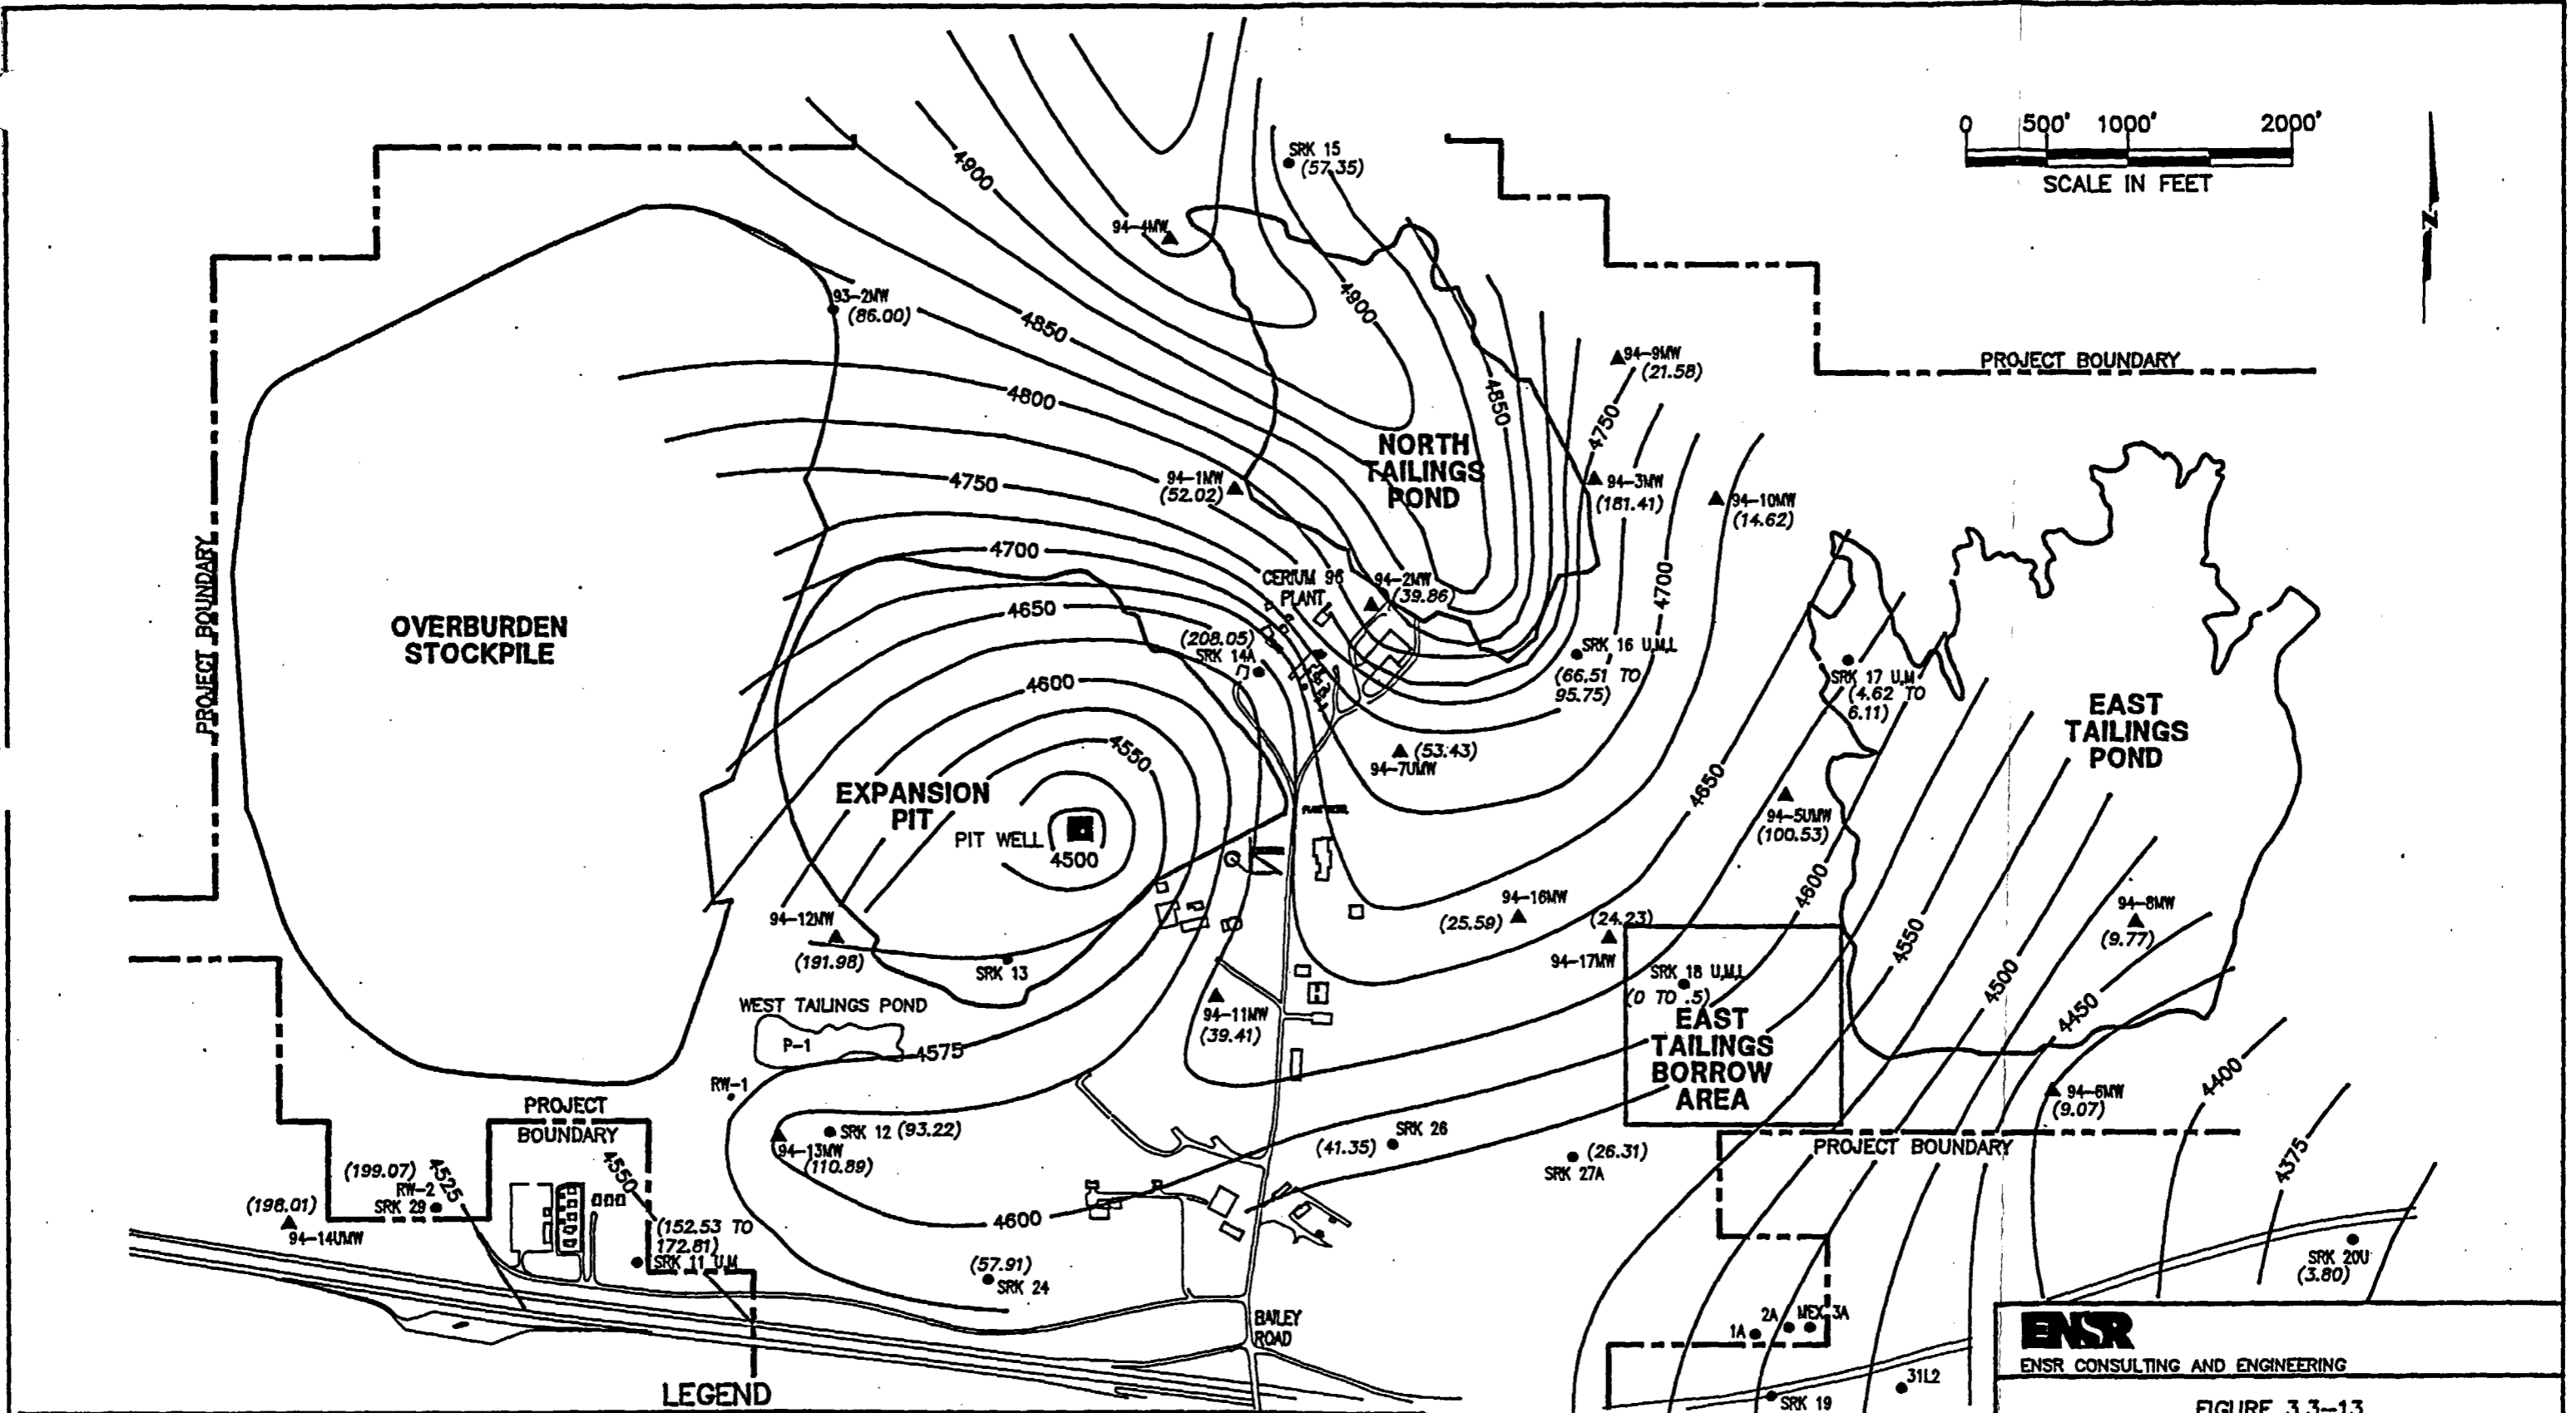 0 500' 1000' 2000'
SCALE IN FEET
N
SRK 15
(57.35)
4900
94-4MW
93-2MW
(86.00)
4850
4900
94-9MW
(21.58)
PROJECT BOUNDARY
4800
4850
4750
NORTH
TAILINGS
POND
94-1MW
(52.02)
4750
94-3MW
(181.41)
94-10MW
(14.62)
PROJECT BOUNDARY
4700
CERIUM 96
PLANT
94-2MW
(39.86)
4700
4650
OVERBURDEN
STOCKPILE
(208.05)
SRK 14A
SRK 16 U,M,L
(66.51 TO
95.75)
SRK 17 U,M
(4.62 TO
6.11)
4600
EAST
TAILINGS
POND
4550
94-7UMW
(53.43)
4650
EXPANSION
PIT
PIT WELL
4500
94-5UMW
(100.53)
4600
94-12MW
(191.98)
SRK 13
94-16MW
(25.59)
(24.23)
94-17MW
94-8MW
(9.77)
4550
4500
4450
SRK 18 U,M,L
(0 TO .5)
EAST
TAILINGS
BORROW
AREA
WEST TAILINGS POND
P-1
4575
94-11MW
(39.41)
RW-1
4400
94-6MW
(9.07)
PROJECT
BOUNDARY
SRK 12 (93.22)
94-13MW
(110.89)
(41.35)
SRK 26
(26.31)
SRK 27A
PROJECT BOUNDARY
4375
(199.07)
RW-2
SRK 29
4525
4550
(198.01)
94-14UMW
(152.53 TO
172.81)
SRK 11 U,M
4600
(57.91)
SRK 24
SRK 20U
(3.80)
BAILEY
ROAD
1A
2A
MEX 3A
31L2
SRK 19
LEGEND
ENSR
ENSR CONSULTING AND ENGINEERING
FIGURE 3.3-13